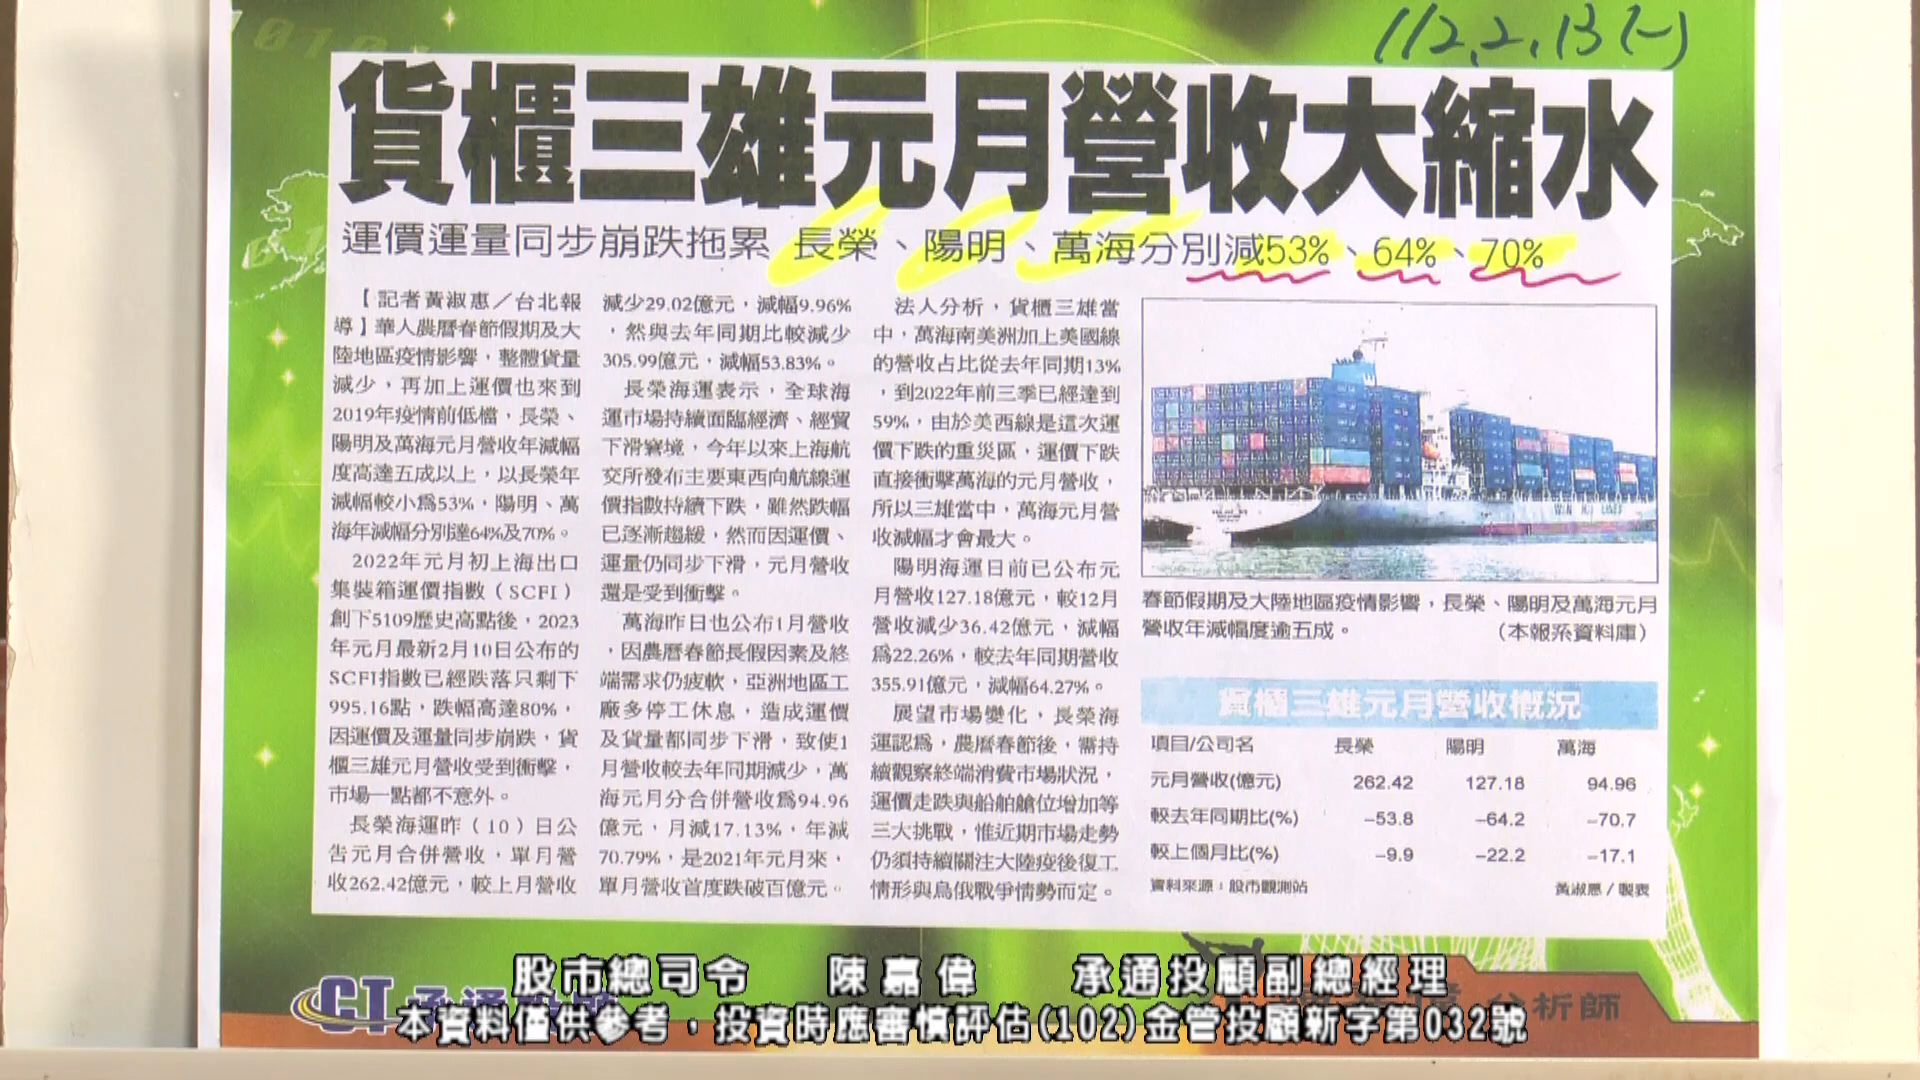 112.2.13(一)
貨櫃三雄元月營收大縮水
運價運量同步崩跌拖累 長榮、陽明、萬海分別減53%、64%、70%
【記者黃淑惠／台北報
導】華人農曆春節假期及大
陸地區疫情影響，整體貨量
減少，再加上運價也來到
2019年疫情前低檔，長榮、
陽明及萬海元月營收年減幅
度高達五成以上，以長榮年
減幅較小為53%，陽明、萬
海年減幅分別達64%及70%。
2022年元月初上海出口
集裝箱運價指數（SCFI）
創下5109歷史高點後，2023
年元月最新2月10日公布的
SCFI指數已經跌落只剩下
995.16點，跌幅高達80%，
因運價及運量同步崩跌，貨
櫃三雄元月營收受到衝擊，
市場一點都不意外。
長榮海運昨（10）日公
告元月合併營收，單月營
收262.42億元，較上月營收
減少29.02億元，減幅9.96%
，然與去年同期比較減少
305.99億元，減幅53.83%。
長榮海運表示，全球海
運市場持續面臨經濟、經貿
下滑窘境，今年以來上海航
交所發布主要東西向航線運
價指數持續下跌，雖然跌幅
已逐漸趨緩，然而因運價、
運量仍同步下滑，元月營收
還是受到衝擊。
萬海昨日也公布1月營收
，因農曆春節長假因素及終
端需求仍疲軟，亞洲地區工
廠多停工休息，造成運價
及貨量都同步下滑，致使1
月營收較去年同期減少，萬
海元月分合併營收為94.96
億元，月減17.13%，年減
70.79%，是2021年元月來，
單月營收首度跌破百億元。
法人分析，貨櫃三雄當
中，萬海南美洲加上美國線
的營收占比從去年同期13%
，到2022年前三季已經達到
59%，由於美西線是這次運
價下跌的重災區，運價下跌
直接衝擊萬海的元月營收，
所以三雄當中，萬海元月營
收減幅才會最大。
陽明海運日前已公布元
月營收127.18億元，較12月
營收減少36.42億元，減幅
為22.26%，較去年同期營收
355.91億元，減幅64.27%。
展望市場變化，長榮海
運認為，農曆春節後，需持
續觀察終端消費市場狀況，
運價走跌與船舶艙位增加等
三大挑戰，惟近期市場走勢
仍須持續關注大陸疫後復工
情形與烏俄戰爭情勢而定。
春節假期及大陸地區疫情影響，長榮、陽明及萬海元月
營收年減幅度逾五成。 （本報系資料庫）
貨櫃三雄元月營收概況
項目/公司名 長榮 陽明 萬海
元月營收(億元) 262.42 127.18 94.96
較去年同期比(%) -53.8 -64.2 -70.7
較上個月比(%) -9.9 -22.2 -17.1
資料來源：股市觀測站 黃淑惠／製表
股市總司令 陳嘉偉 承通投顧副總經理
CT 分析師
本資料僅供參考，投資時應審慎評估(102)金管投顧新字第032號